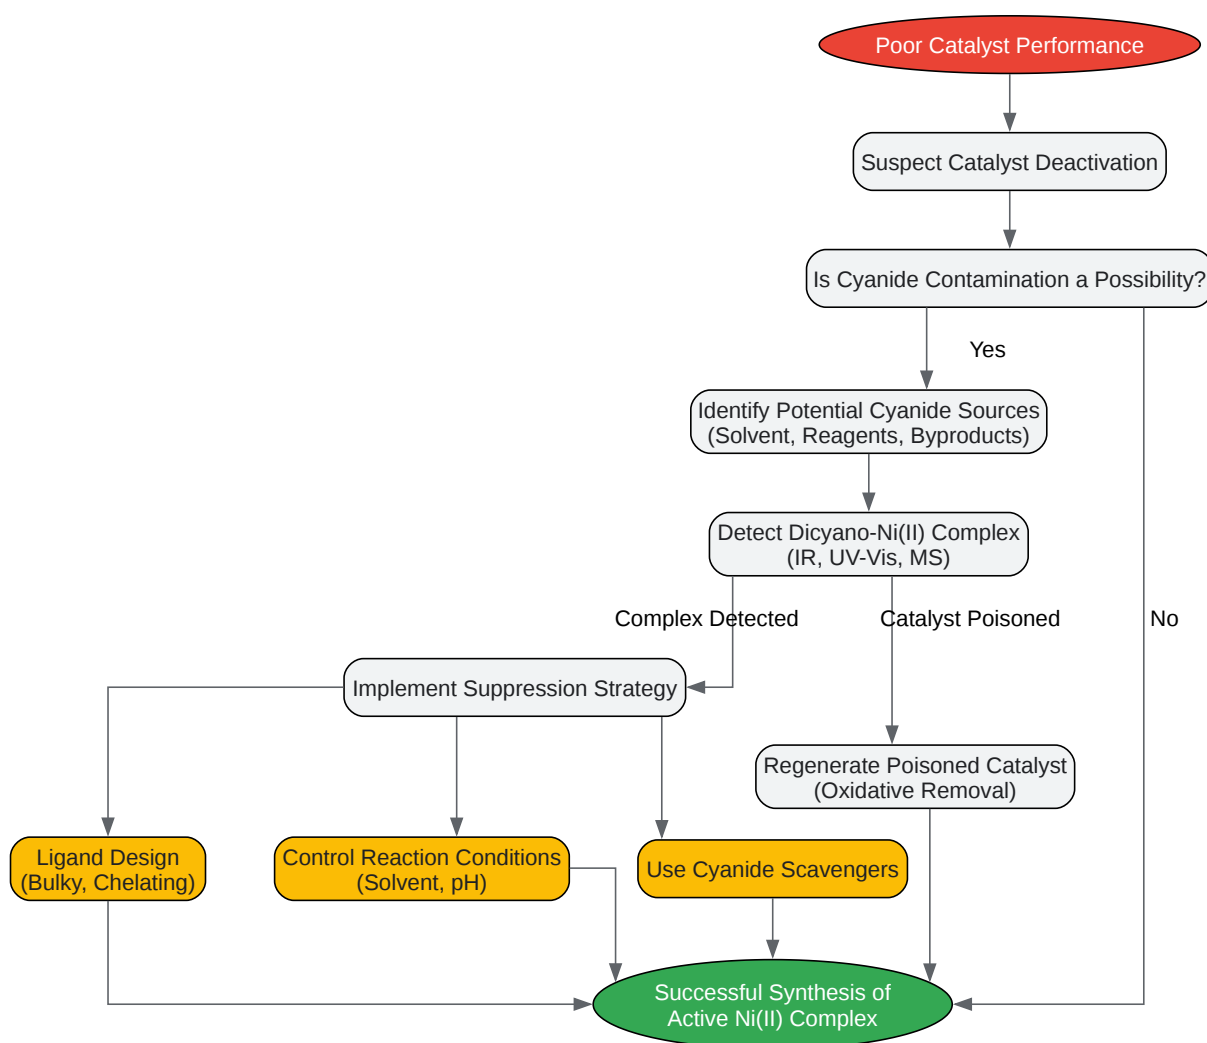 Poor Catalyst Performance
Suspect Catalyst Deactivation
Is Cyanide Contamination a Possibility?
Yes
Identify Potential Cyanide Sources
(Solvent, Reagents, Byproducts)
Detect Dicyano-Ni(II) Complex
(IR, UV-Vis, MS)
Complex Detected
Catalyst Poisoned
No
Implement Suppression Strategy
Regenerate Poisoned Catalyst
(Oxidative Removal)
Ligand Design
(Bulky, Chelating)
Control Reaction Conditions
(Solvent, pH)
Use Cyanide Scavengers
Successful Synthesis of
Active Ni(II) Complex